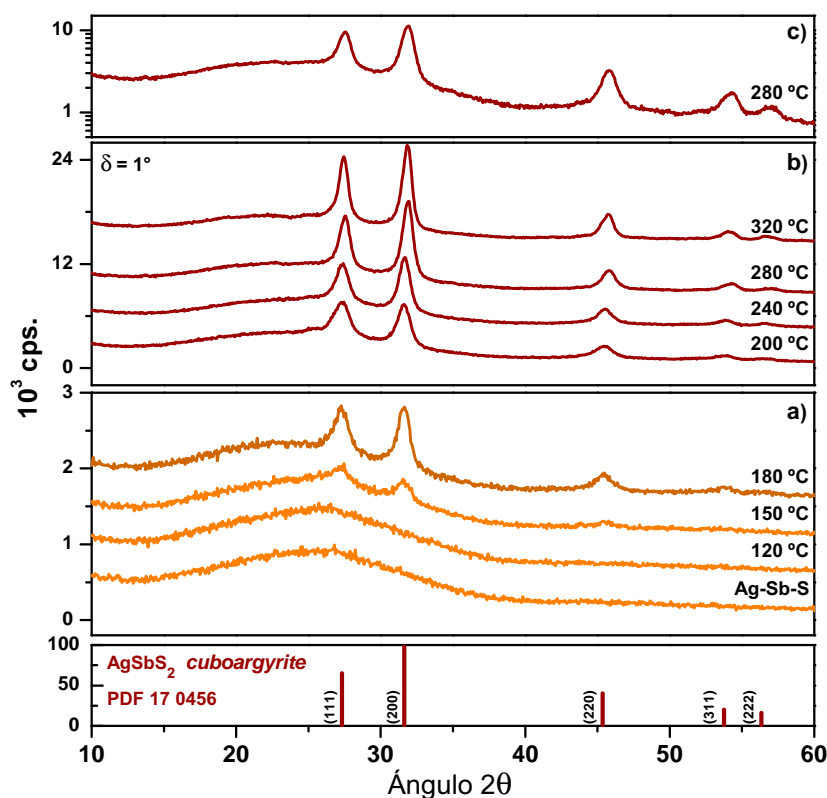 c)
10
1
280 ºC
b)
δ = 1°
24
12
0
320 ºC
280 ºC
240 ºC
200 ºC
10³ cps.
a)
3
2
1
0
180 ºC
150 ºC
120 ºC
Ag-Sb-S
100
50
0
AgSbS₂ cuboargyrite
PDF 17 0456
(111)
(200)
(220)
(311)
(222)
10 20 30 40 50 60
Ángulo 2θ